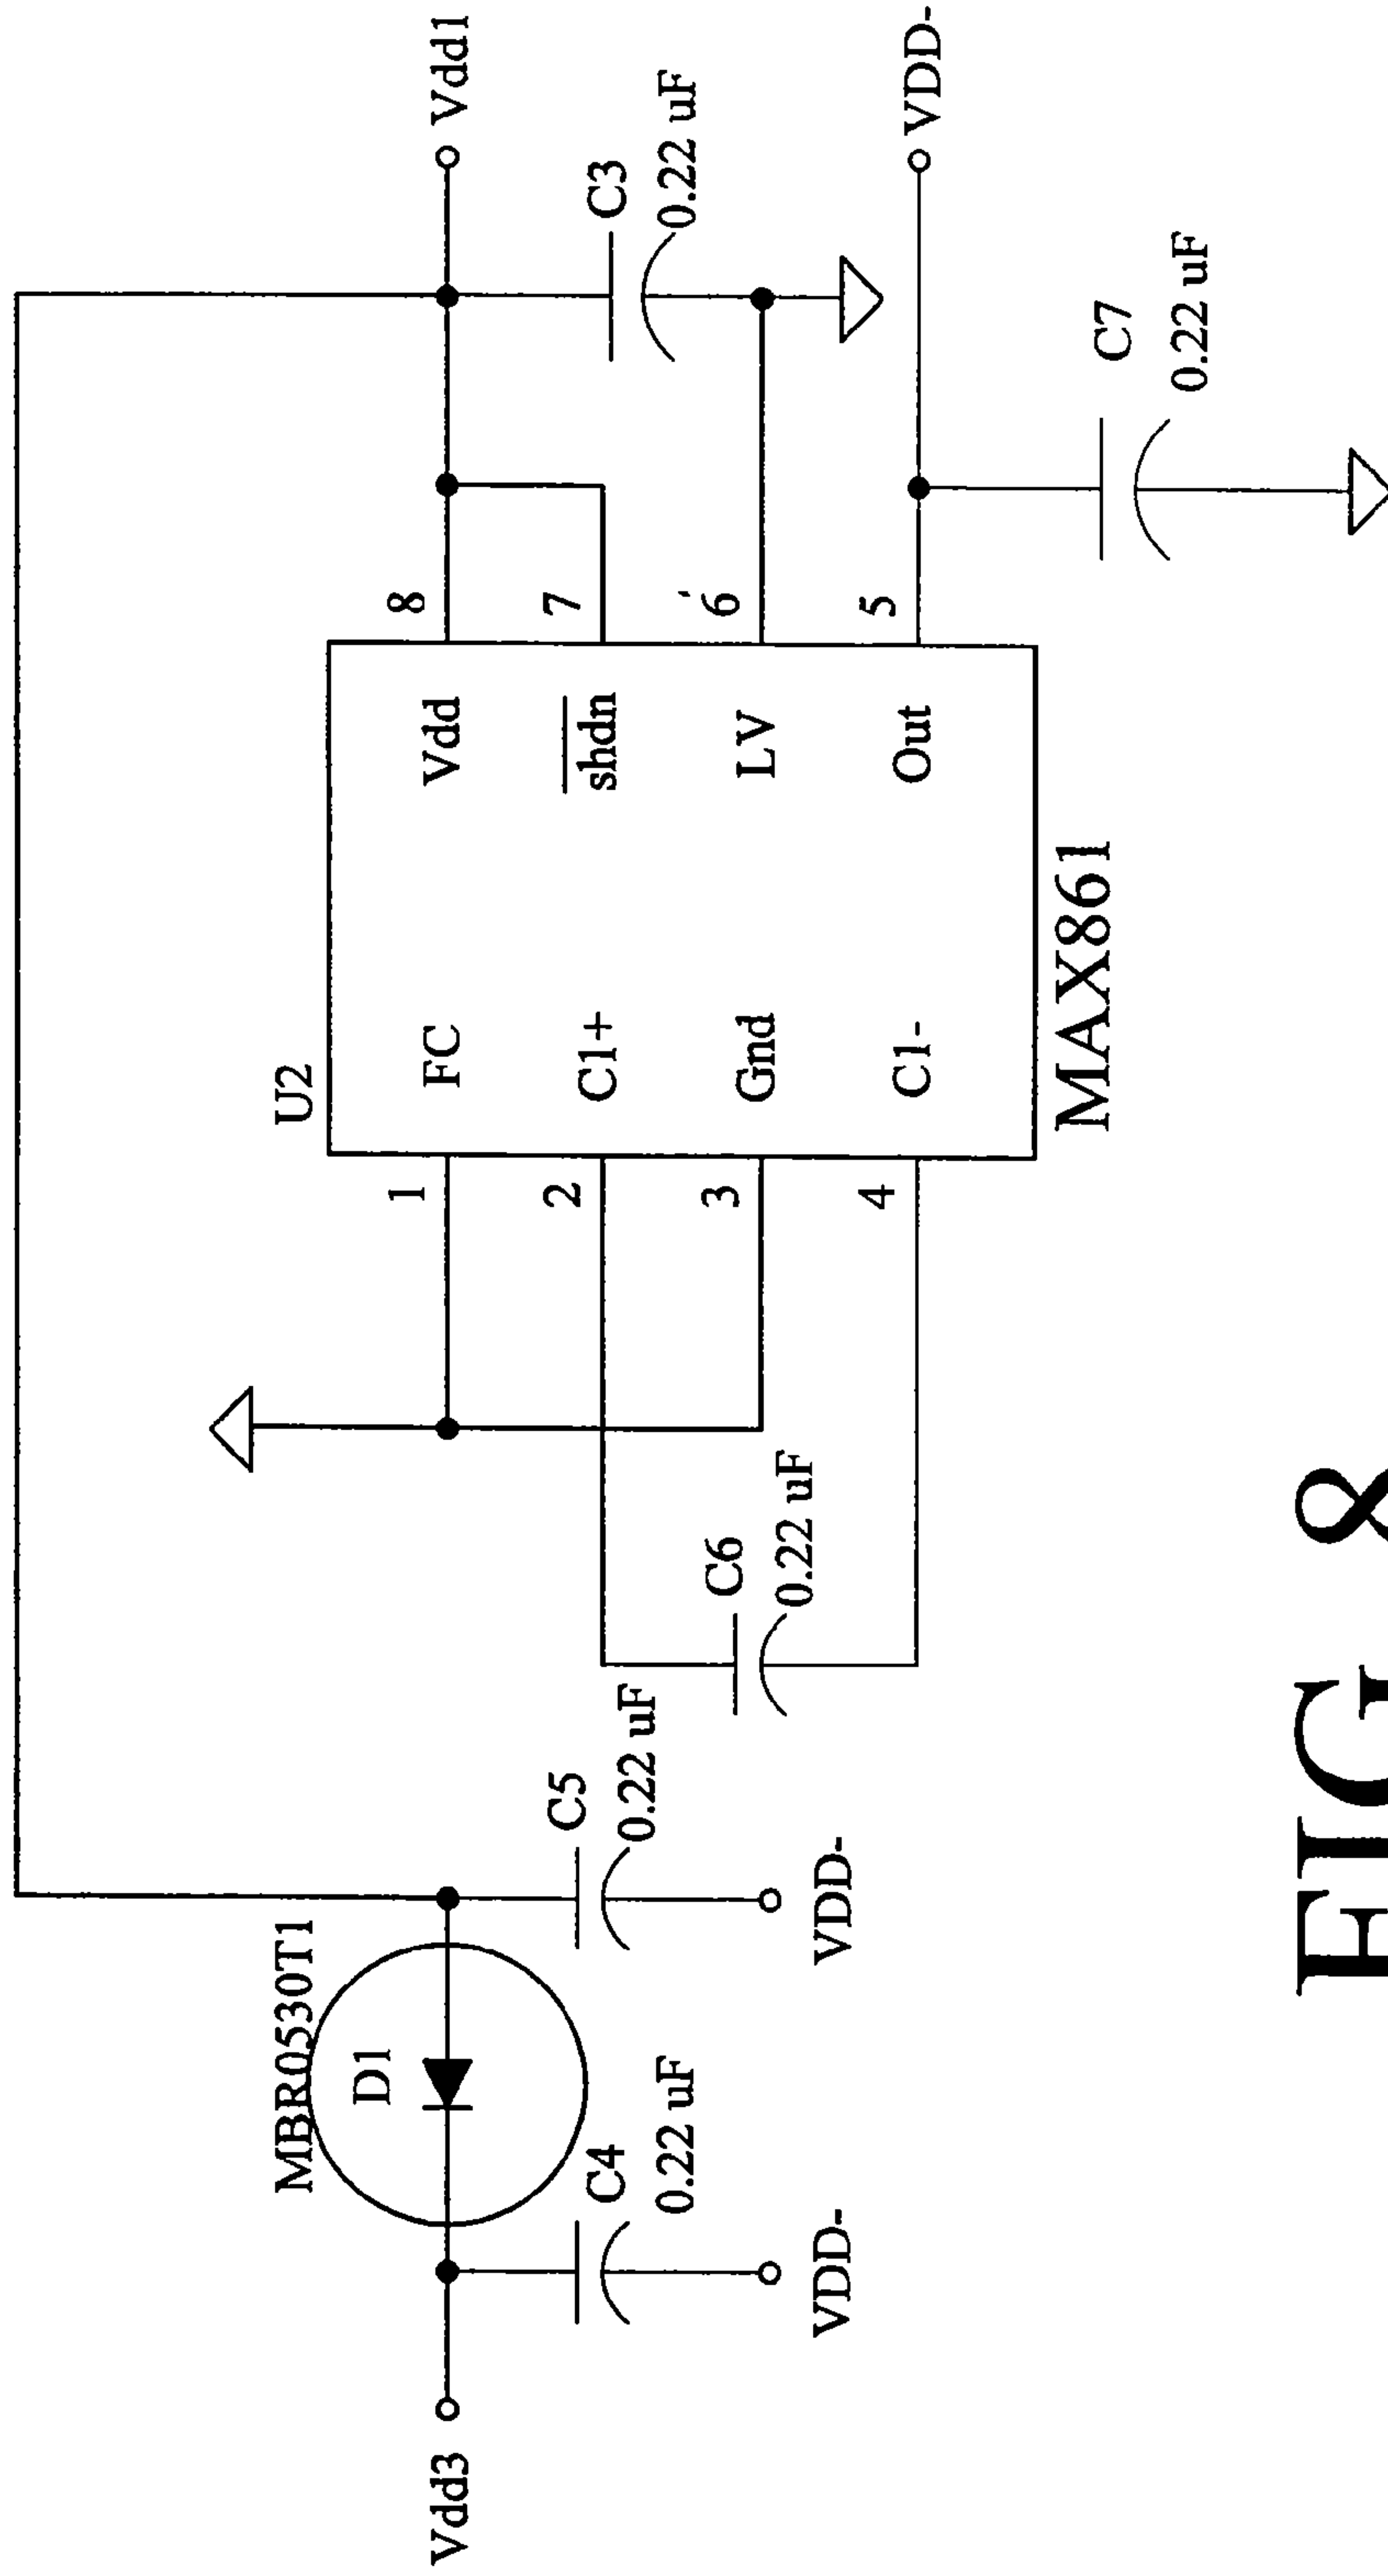 Vdd3
MBR0530T1
D1
C4
0.22 uF
VDD-
C5
0.22 uF
VDD-
C6
0.22 uF
U2
1
2
3
4
FC
C1+
Gnd
C1-
Vdd
shdn
LV
Out
8
7
6
5
MAX861
Vdd1
C3
0.22 uF
VDD-
C7
0.22 uF
FIG 8